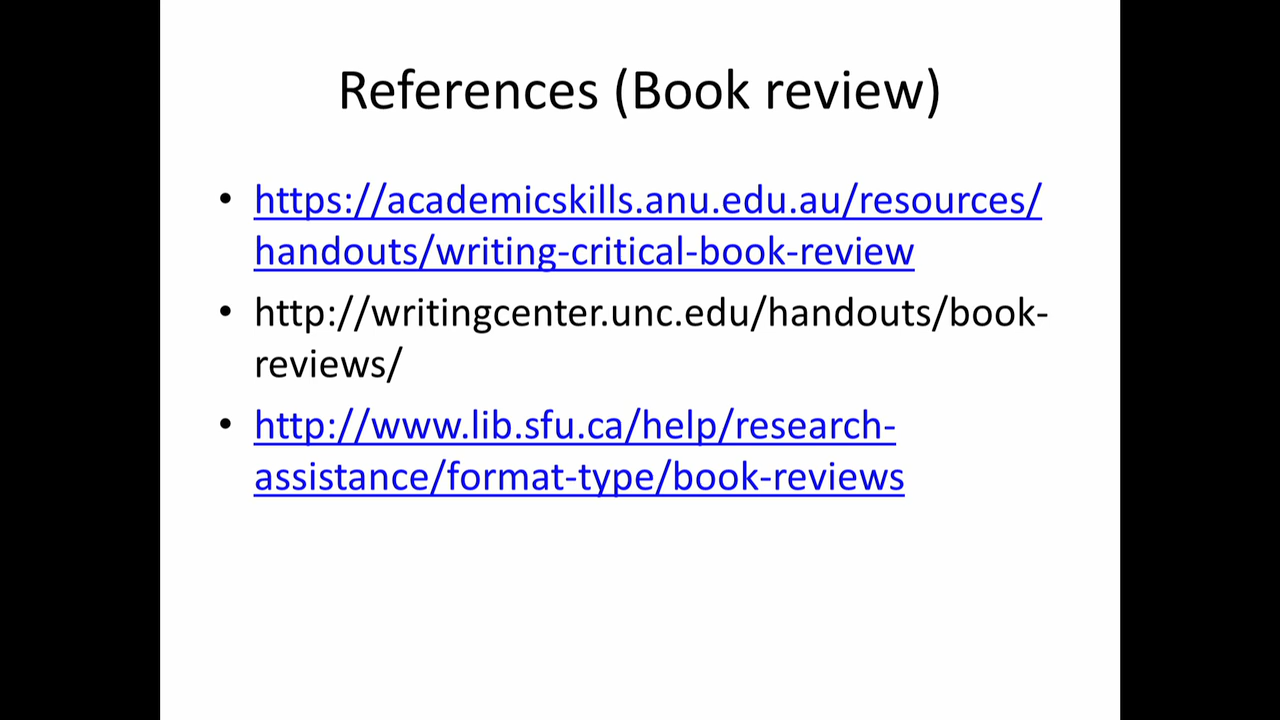 References (Book review)
• https://academicskills.anu.edu.au/resources/
handouts/writing-critical-book-review
• http://writingcenter.unc.edu/handouts/book-
reviews/
• http://www.lib.sfu.ca/help/research-
assistance/format-type/book-reviews